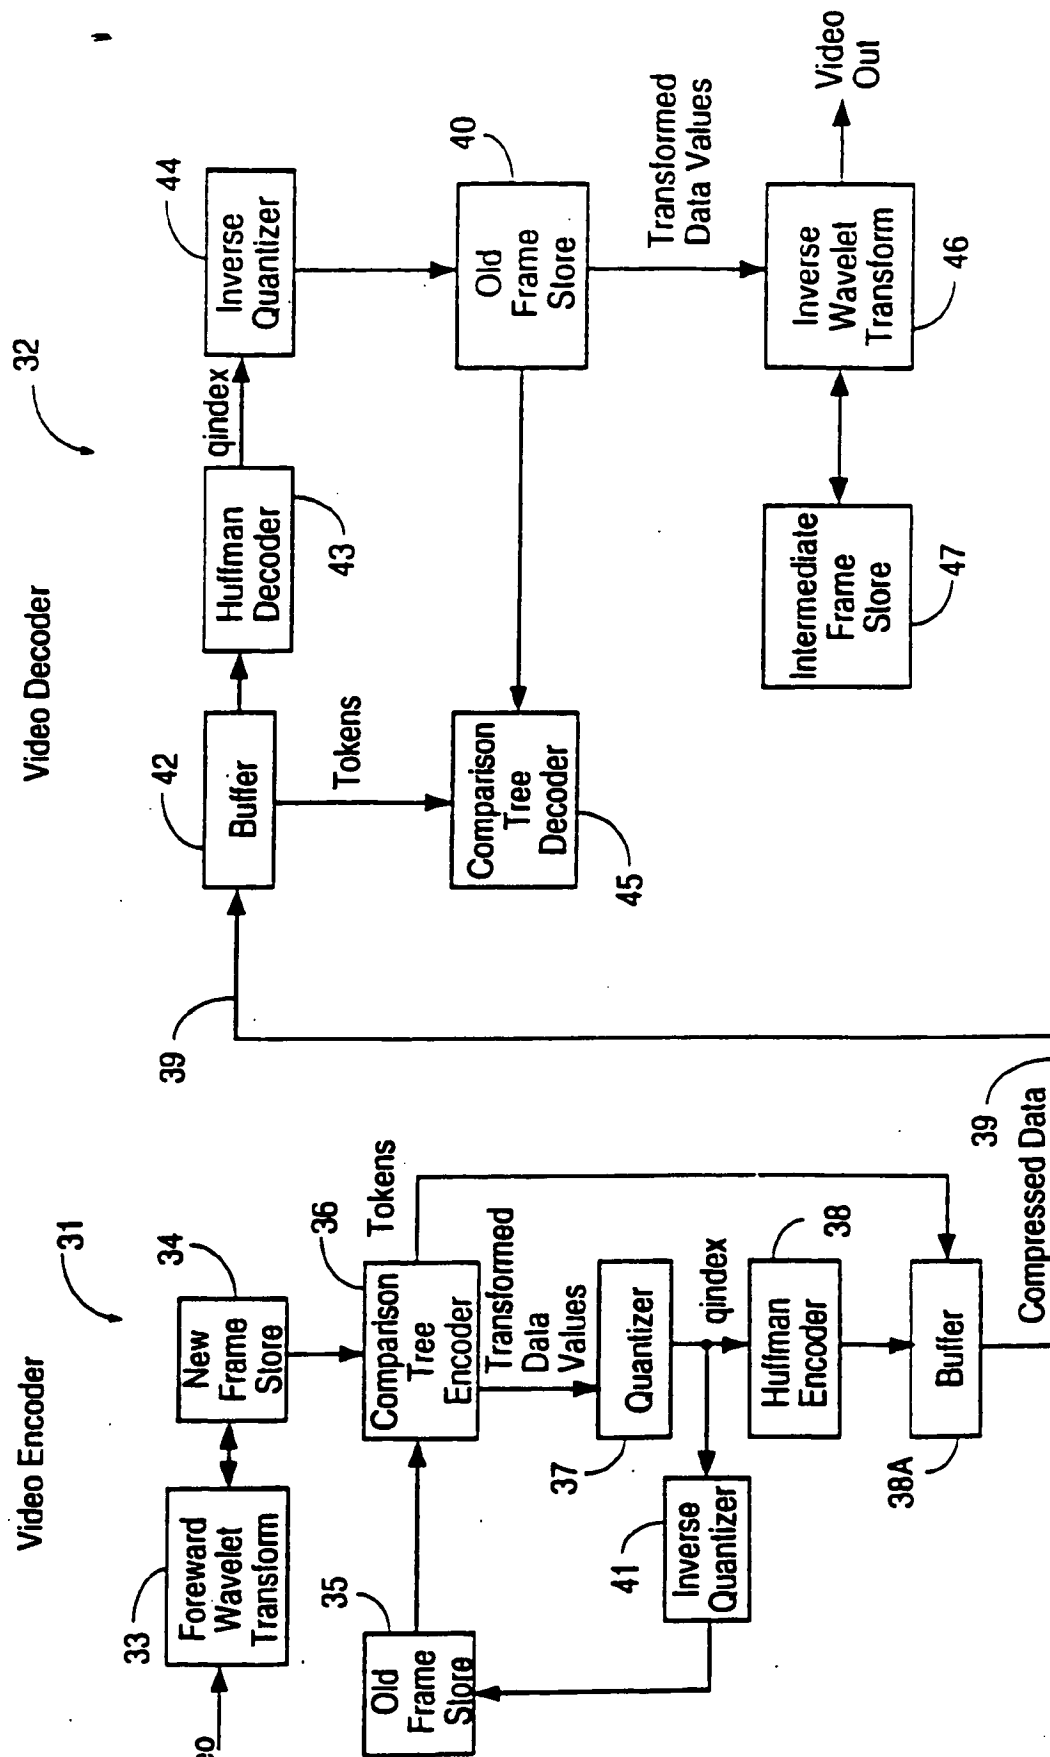 Video Encoder
31
eo
33
Foreward
Wavelet
Transform
34
New
Frame
Store
35
Old
Frame
Store
36
Comparison
Tree
Encoder
Tokens
Transformed
Data
Values
37
Quantizer
qindex
41
Inverse
Quantizer
38
Huffman
Encoder
38A
Buffer
39
Compressed Data
Video Decoder
32
39
42
Buffer
Tokens
Huffman
Decoder
43
qindex
44
Inverse
Quantizer
Comparison
Tree
Decoder
45
40
Old
Frame
Store
Transformed
Data Values
Intermediate
Frame
Store
47
Inverse
Wavelet
Transform
46
Video
Out